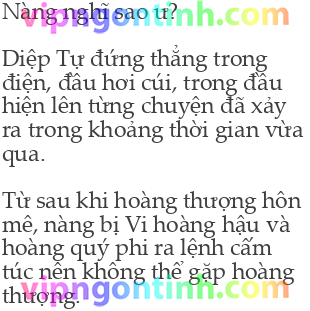 Nàng nghĩ sao ư?
vipngontinh.com
Diệp Tự đứng thẳng trong
điện, đầu hơi cúi, trong đầu
hiện lên từng chuyện đã xảy
ra trong khoảng thời gian vừa
qua.
Từ sau khi hoàng thượng hôn
mê, nàng bị Vi hoàng hậu và
hoàng quý phi ra lệnh cấm
túc nên không thể gặp hoàng
thượng.
vipngontinh.com